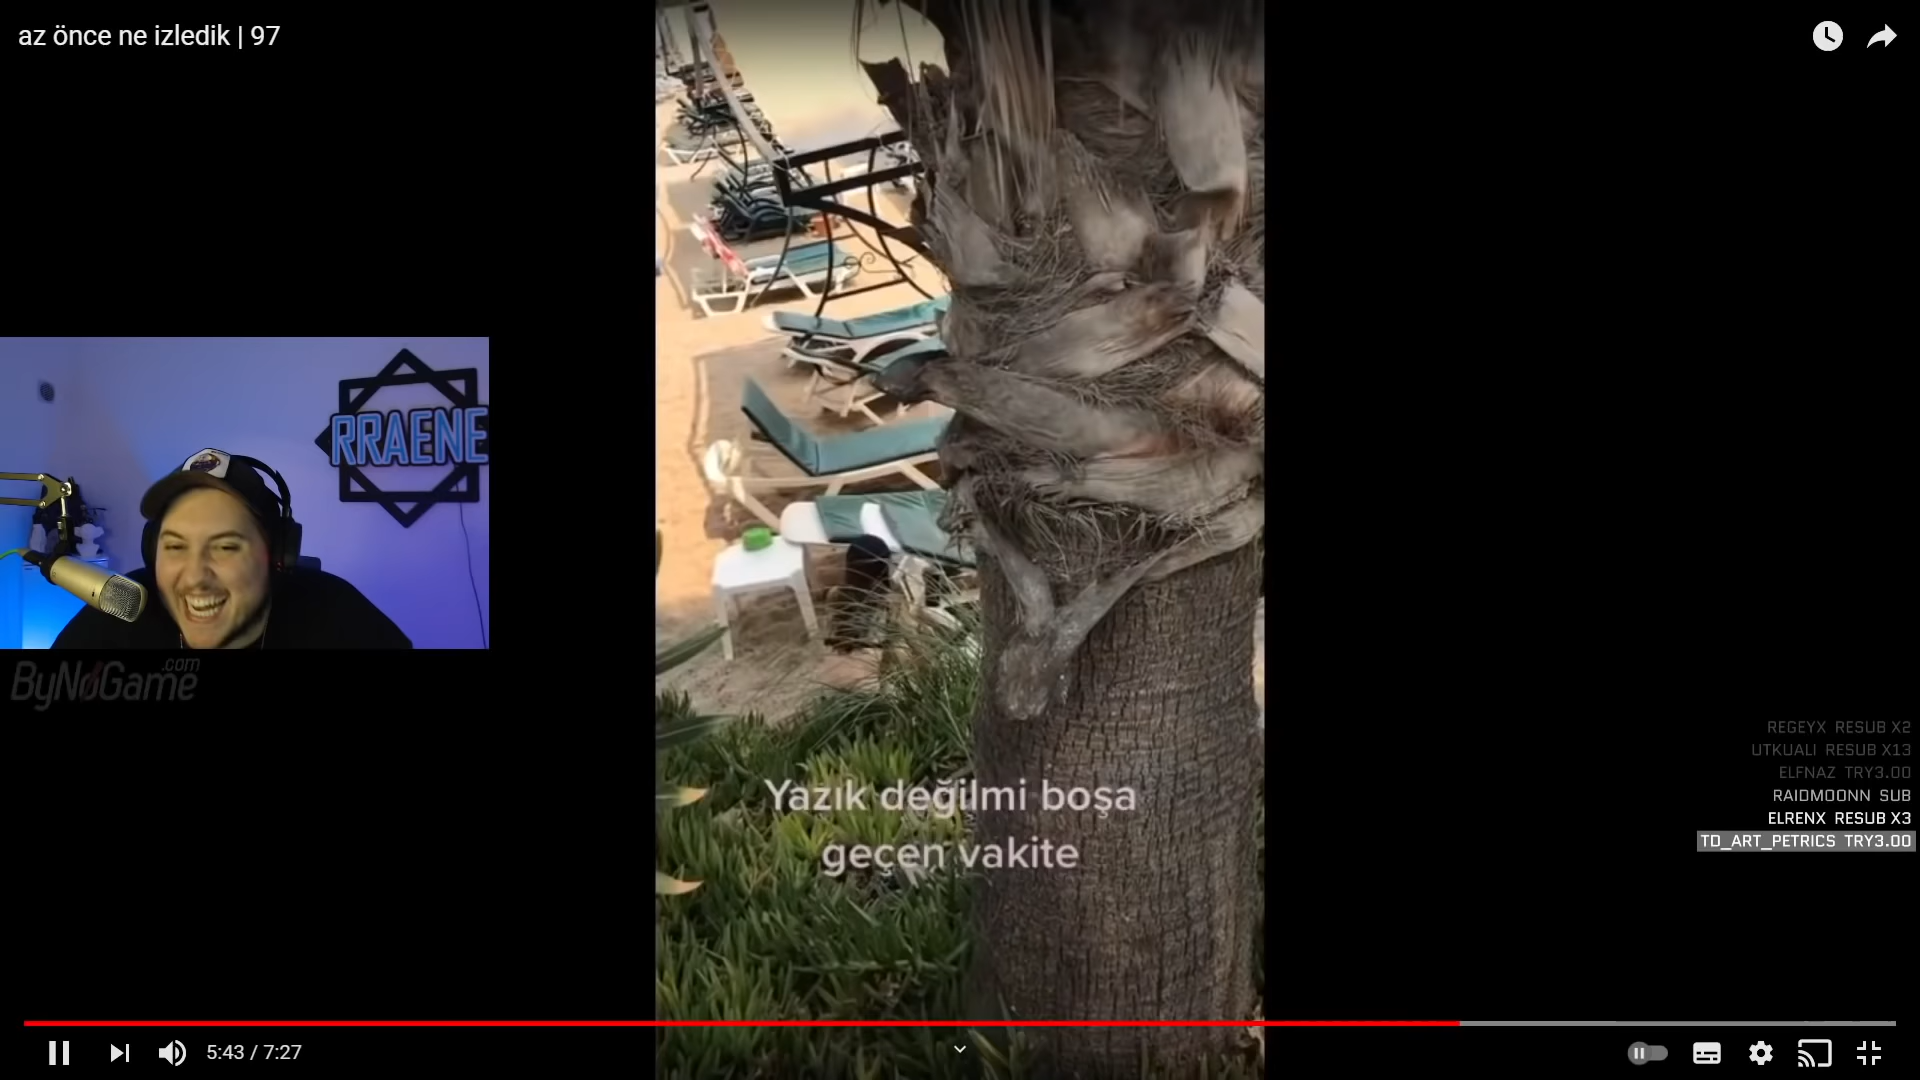 az önce ne izledik | 97
RRAENE
ByNoGame.com
REGEYX RESUB X2
UTKUALI RESUB X13
ELFNAZ TRY3.00
RAIDMOONN SUB
ELRENX RESUB X3
TD_ART_PETRICS TRY3.00
Yazık değilmi boşa
geçen vakite
5:43 / 7:27